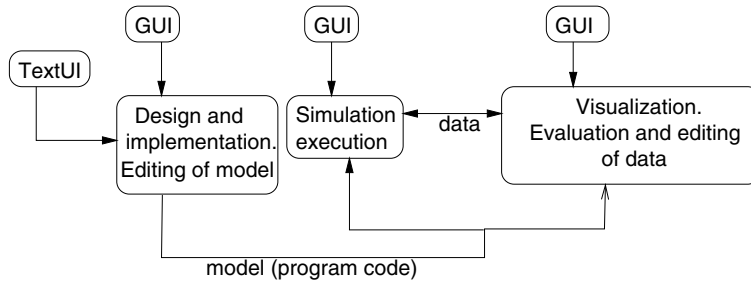 GUI
GUI
GUI
TextUI
Design and
implementation.
Editing of model
Simulation
execution
data
Visualization.
Evaluation and editing
of data
model (program code)